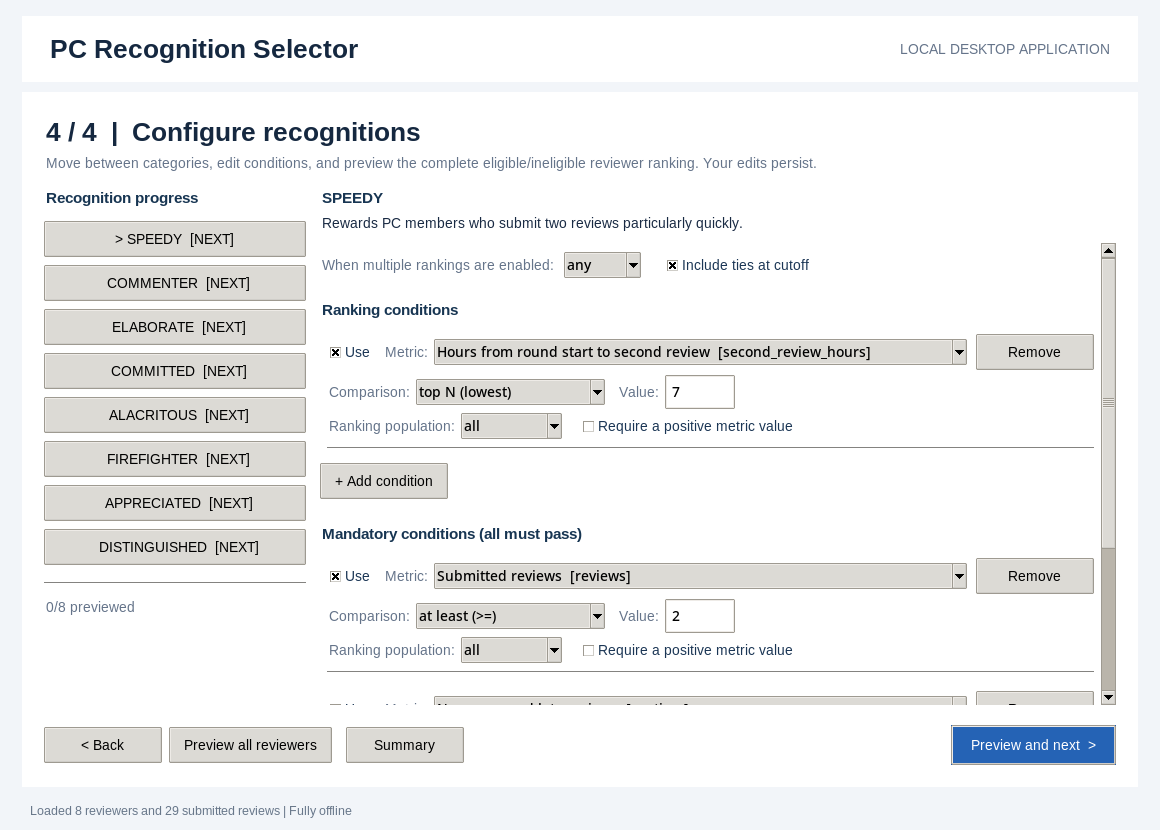 PC Recognition Selector
LOCAL DESKTOP APPLICATION
4 / 4 | Configure recognitions
Move between categories, edit conditions, and preview the complete eligible/ineligible reviewer ranking. Your edits persist.
Recognition progress
> SPEEDY [NEXT]
COMMENTER [NEXT]
ELABORATE [NEXT]
COMMITTED [NEXT]
ALACRITOUS [NEXT]
FIREFIGHTER [NEXT]
APPRECIATED [NEXT]
DISTINGUISHED [NEXT]
0/8 previewed
SPEEDY
Rewards PC members who submit two reviews particularly quickly.
When multiple rankings are enabled: any Include ties at cutoff
Ranking conditions
Use Metric: Hours from round start to second review [second_review_hours] Remove
Comparison: top N (lowest) Value: 7
Ranking population: all Require a positive metric value
+ Add condition
Mandatory conditions (all must pass)
Use Metric: Submitted reviews [reviews] Remove
Comparison: at least (>=) Value: 2
Ranking population: all Require a positive metric value
< Back
Preview all reviewers
Summary
Preview and next >
Loaded 8 reviewers and 29 submitted reviews | Fully offline